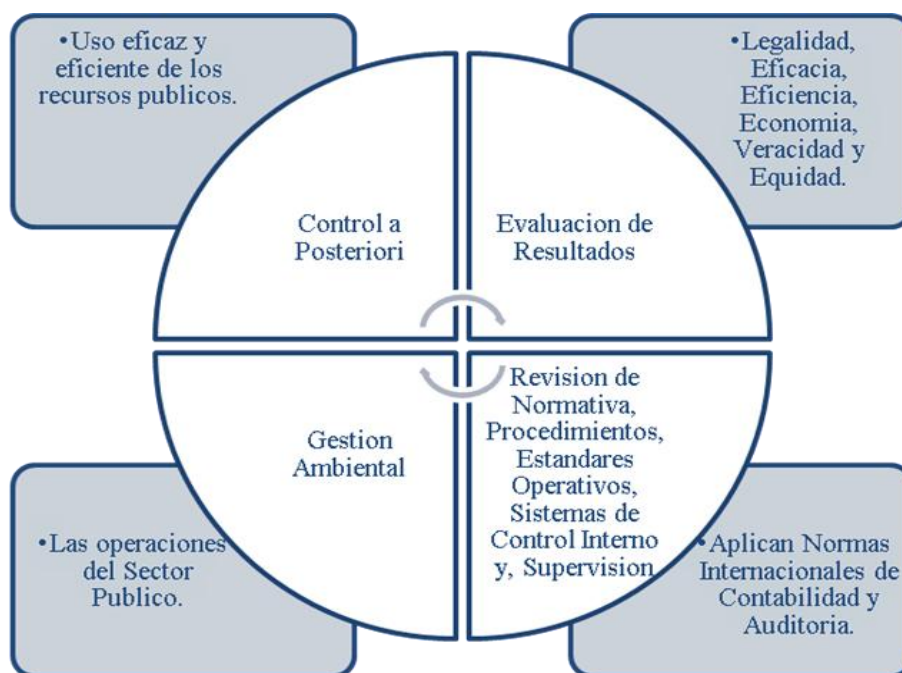 •Uso eficaz y
eficiente de los
recursos publicos.
•Legalidad,
Eficacia,
Eficiencia,
Economia,
Veracidad y
Equidad.
Control a
Posteriori
Evaluacion de
Resultados
Gestion
Ambiental
Revision de
Normativa,
Procedimientos,
Estandares
Operativos,
Sistemas de
Control Interno
y, Supervision
•Las operaciones
del Sector
Publico.
•Aplican Normas
Internacionales de
Contabilidad y
Auditoria.